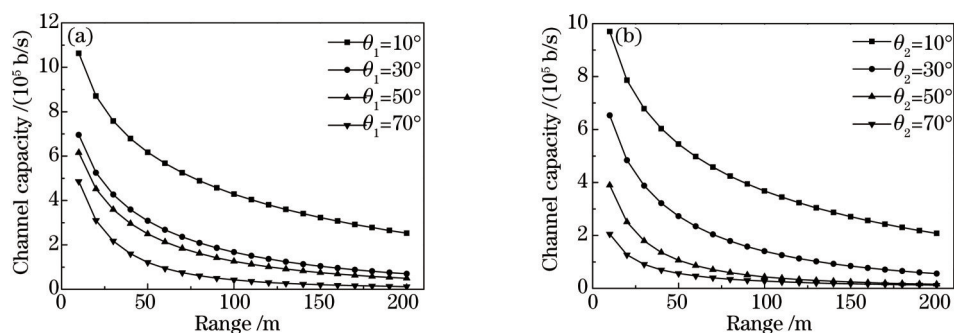 (a)
Channel capacity /(10⁵ b/s)
12
10
8
6
4
2
0
θ₁=10°
θ₁=30°
θ₁=50°
θ₁=70°
0 50 100 150 200
Range /m
(b)
Channel capacity /(10⁵ b/s)
10
8
6
4
2
0
θ₂=10°
θ₂=30°
θ₂=50°
θ₂=70°
0 50 100 150 200
Range /m